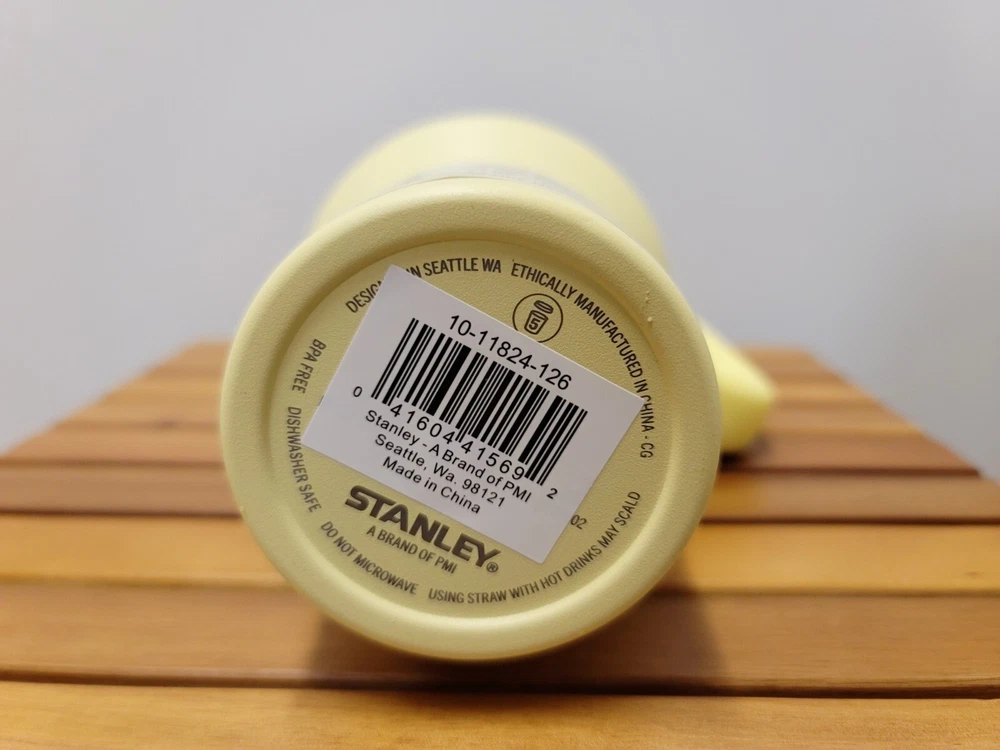 DESIG IN SEATTLE WA ETHICALLY MANUFACTURED IN CHINA · CG
5
10-11824-126
0 41604 41569 2
Stanley - A Brand of PMI
Seattle, Wa. 98121
Made in China
02
STANLEY®
A BRAND OF PMI
BPA FREE DISHWASHER SAFE DO NOT MICROWAVE USING STRAW WITH HOT DRINKS MAY SCALD